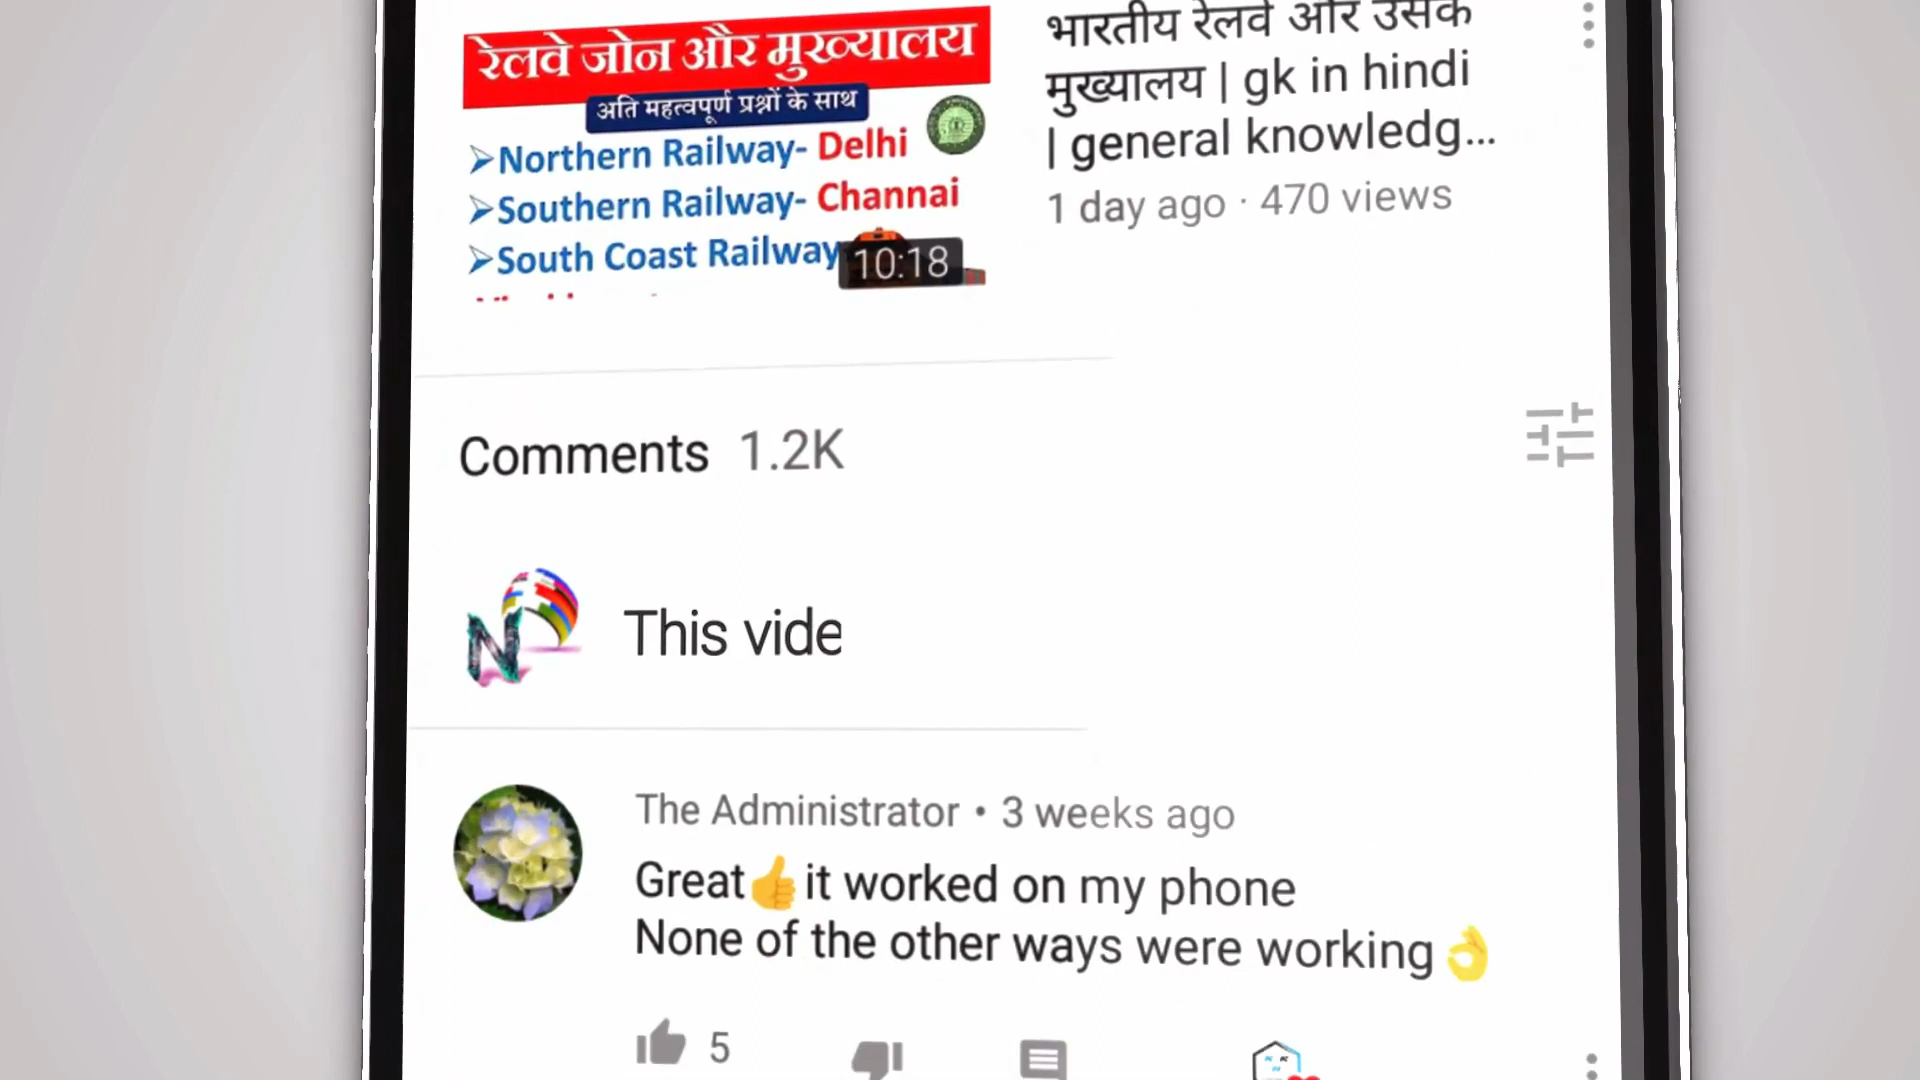 रेलवे जोन और मुख्यालय
अति महत्वपूर्ण प्रश्नों के साथ
➢Northern Railway- Delhi
➢Southern Railway- Channai
➢South Coast Railway
10:18
भारतीय रेलवे और उसके
मुख्यालय | gk in hindi
| general knowledg...
1 day ago · 470 views
Comments 1.2K
This vide
The Administrator • 3 weeks ago
Great👍it worked on my phone
None of the other ways were working👌
5